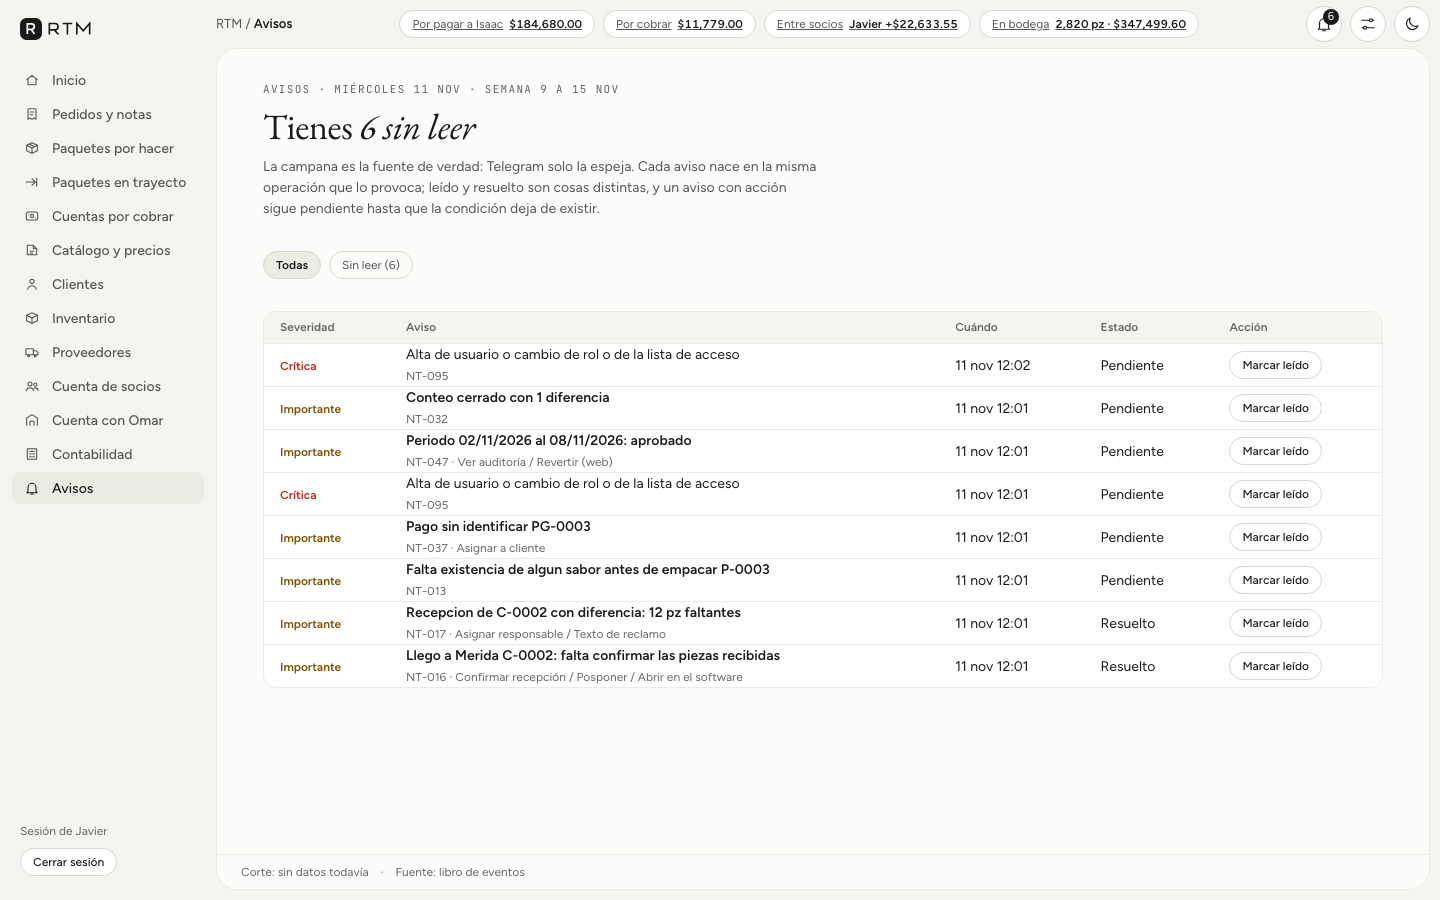 R RTM
RTM / Avisos
Por pagar a Isaac $184,680.00
Por cobrar $11,779.00
Entre socios Javier +$22,633.55
En bodega 2,820 pz · $347,499.60
6
Inicio
Pedidos y notas
Paquetes por hacer
Paquetes en trayecto
Cuentas por cobrar
Catálogo y precios
Clientes
Inventario
Proveedores
Cuenta de socios
Cuenta con Omar
Contabilidad
Avisos
Sesión de Javier
Cerrar sesión
AVISOS · MIÉRCOLES 11 NOV · SEMANA 9 A 15 NOV
Tienes 6 sin leer
La campana es la fuente de verdad: Telegram solo la espeja. Cada aviso nace en la misma
operación que lo provoca; leído y resuelto son cosas distintas, y un aviso con acción
sigue pendiente hasta que la condición deja de existir.
Todas
Sin leer (6)
Severidad Aviso Cuándo Estado Acción
Crítica Alta de usuario o cambio de rol o de la lista de acceso 11 nov 12:02 Pendiente Marcar leído
NT-095
Importante Conteo cerrado con 1 diferencia 11 nov 12:01 Pendiente Marcar leído
NT-032
Importante Periodo 02/11/2026 al 08/11/2026: aprobado 11 nov 12:01 Pendiente Marcar leído
NT-047 · Ver auditoría / Revertir (web)
Crítica Alta de usuario o cambio de rol o de la lista de acceso 11 nov 12:01 Pendiente Marcar leído
NT-095
Importante Pago sin identificar PG-0003 11 nov 12:01 Pendiente Marcar leído
NT-037 · Asignar a cliente
Importante Falta existencia de algun sabor antes de empacar P-0003 11 nov 12:01 Pendiente Marcar leído
NT-013
Importante Recepcion de C-0002 con diferencia: 12 pz faltantes 11 nov 12:01 Resuelto Marcar leído
NT-017 · Asignar responsable / Texto de reclamo
Importante Llego a Merida C-0002: falta confirmar las piezas recibidas 11 nov 12:01 Resuelto Marcar leído
NT-016 · Confirmar recepción / Posponer / Abrir en el software
Corte: sin datos todavía · Fuente: libro de eventos